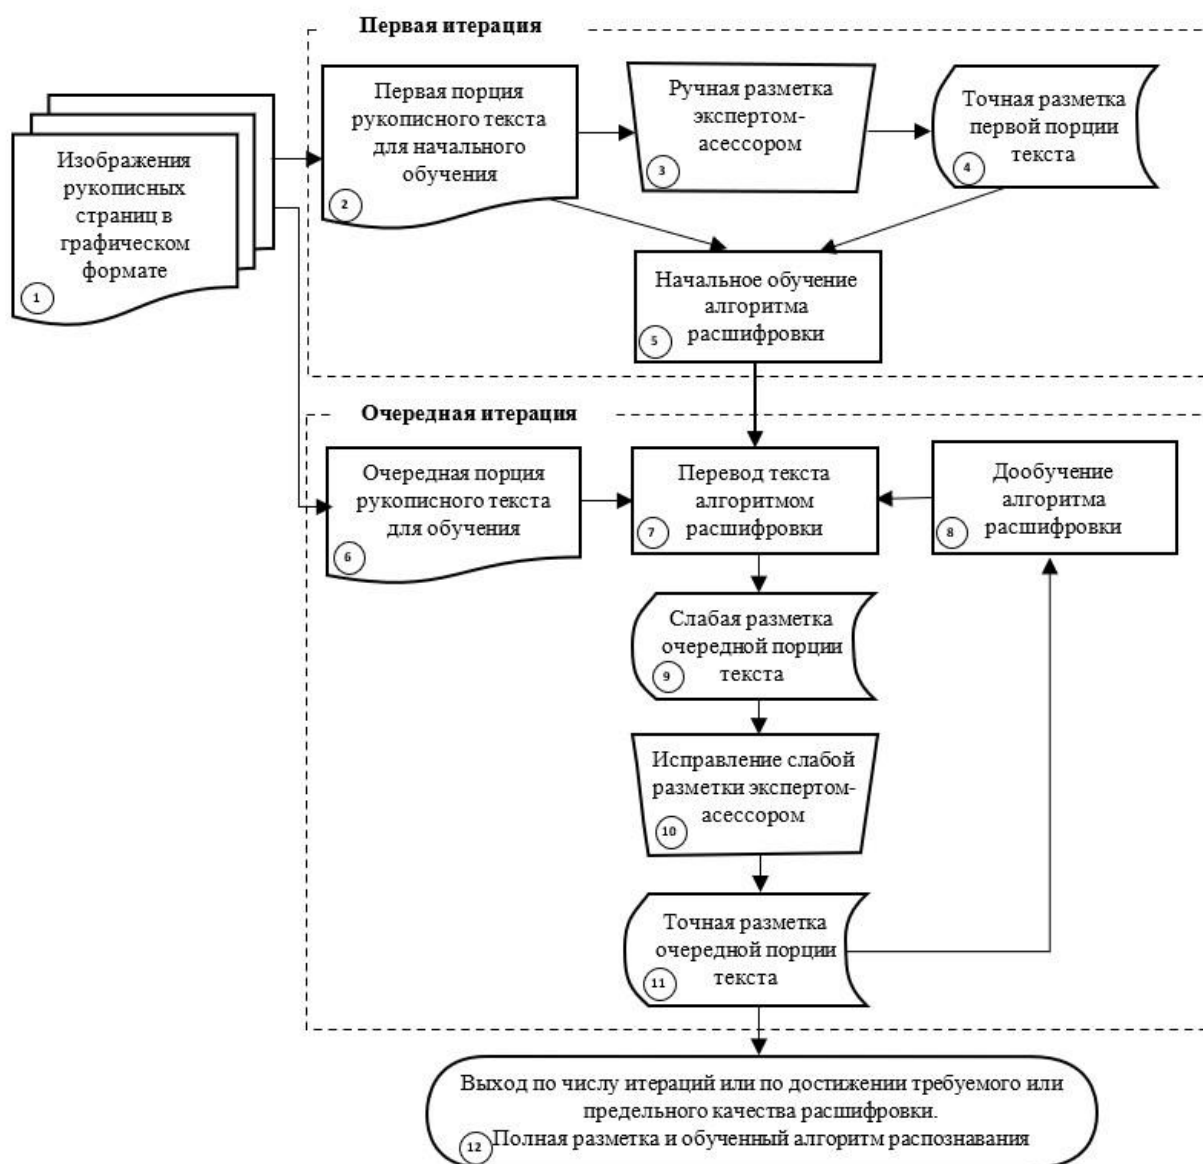 Первая итерация
Изображения
рукописных
страниц в
графическом
формате
1
Первая порция
рукописного текста
для начального
обучения
2
Ручная разметка
экспертом-
асессором
3
Точная разметка
первой порции
текста
4
Начальное обучение
алгоритма
расшифровки
5
Очередная итерация
Очередная порция
рукописного текста
для обучения
6
Перевод текста
алгоритмом
расшифровки
7
Дообучение
алгоритма
расшифровки
8
Слабая разметка
очередной порции
текста
9
Исправление слабой
разметки экспертом-
асессором
10
Точная разметка
очередной порции
текста
11
Выход по числу итераций или по достижении требуемого или
предельного качества расшифровки.
12 Полная разметка и обученный алгоритм распознавания